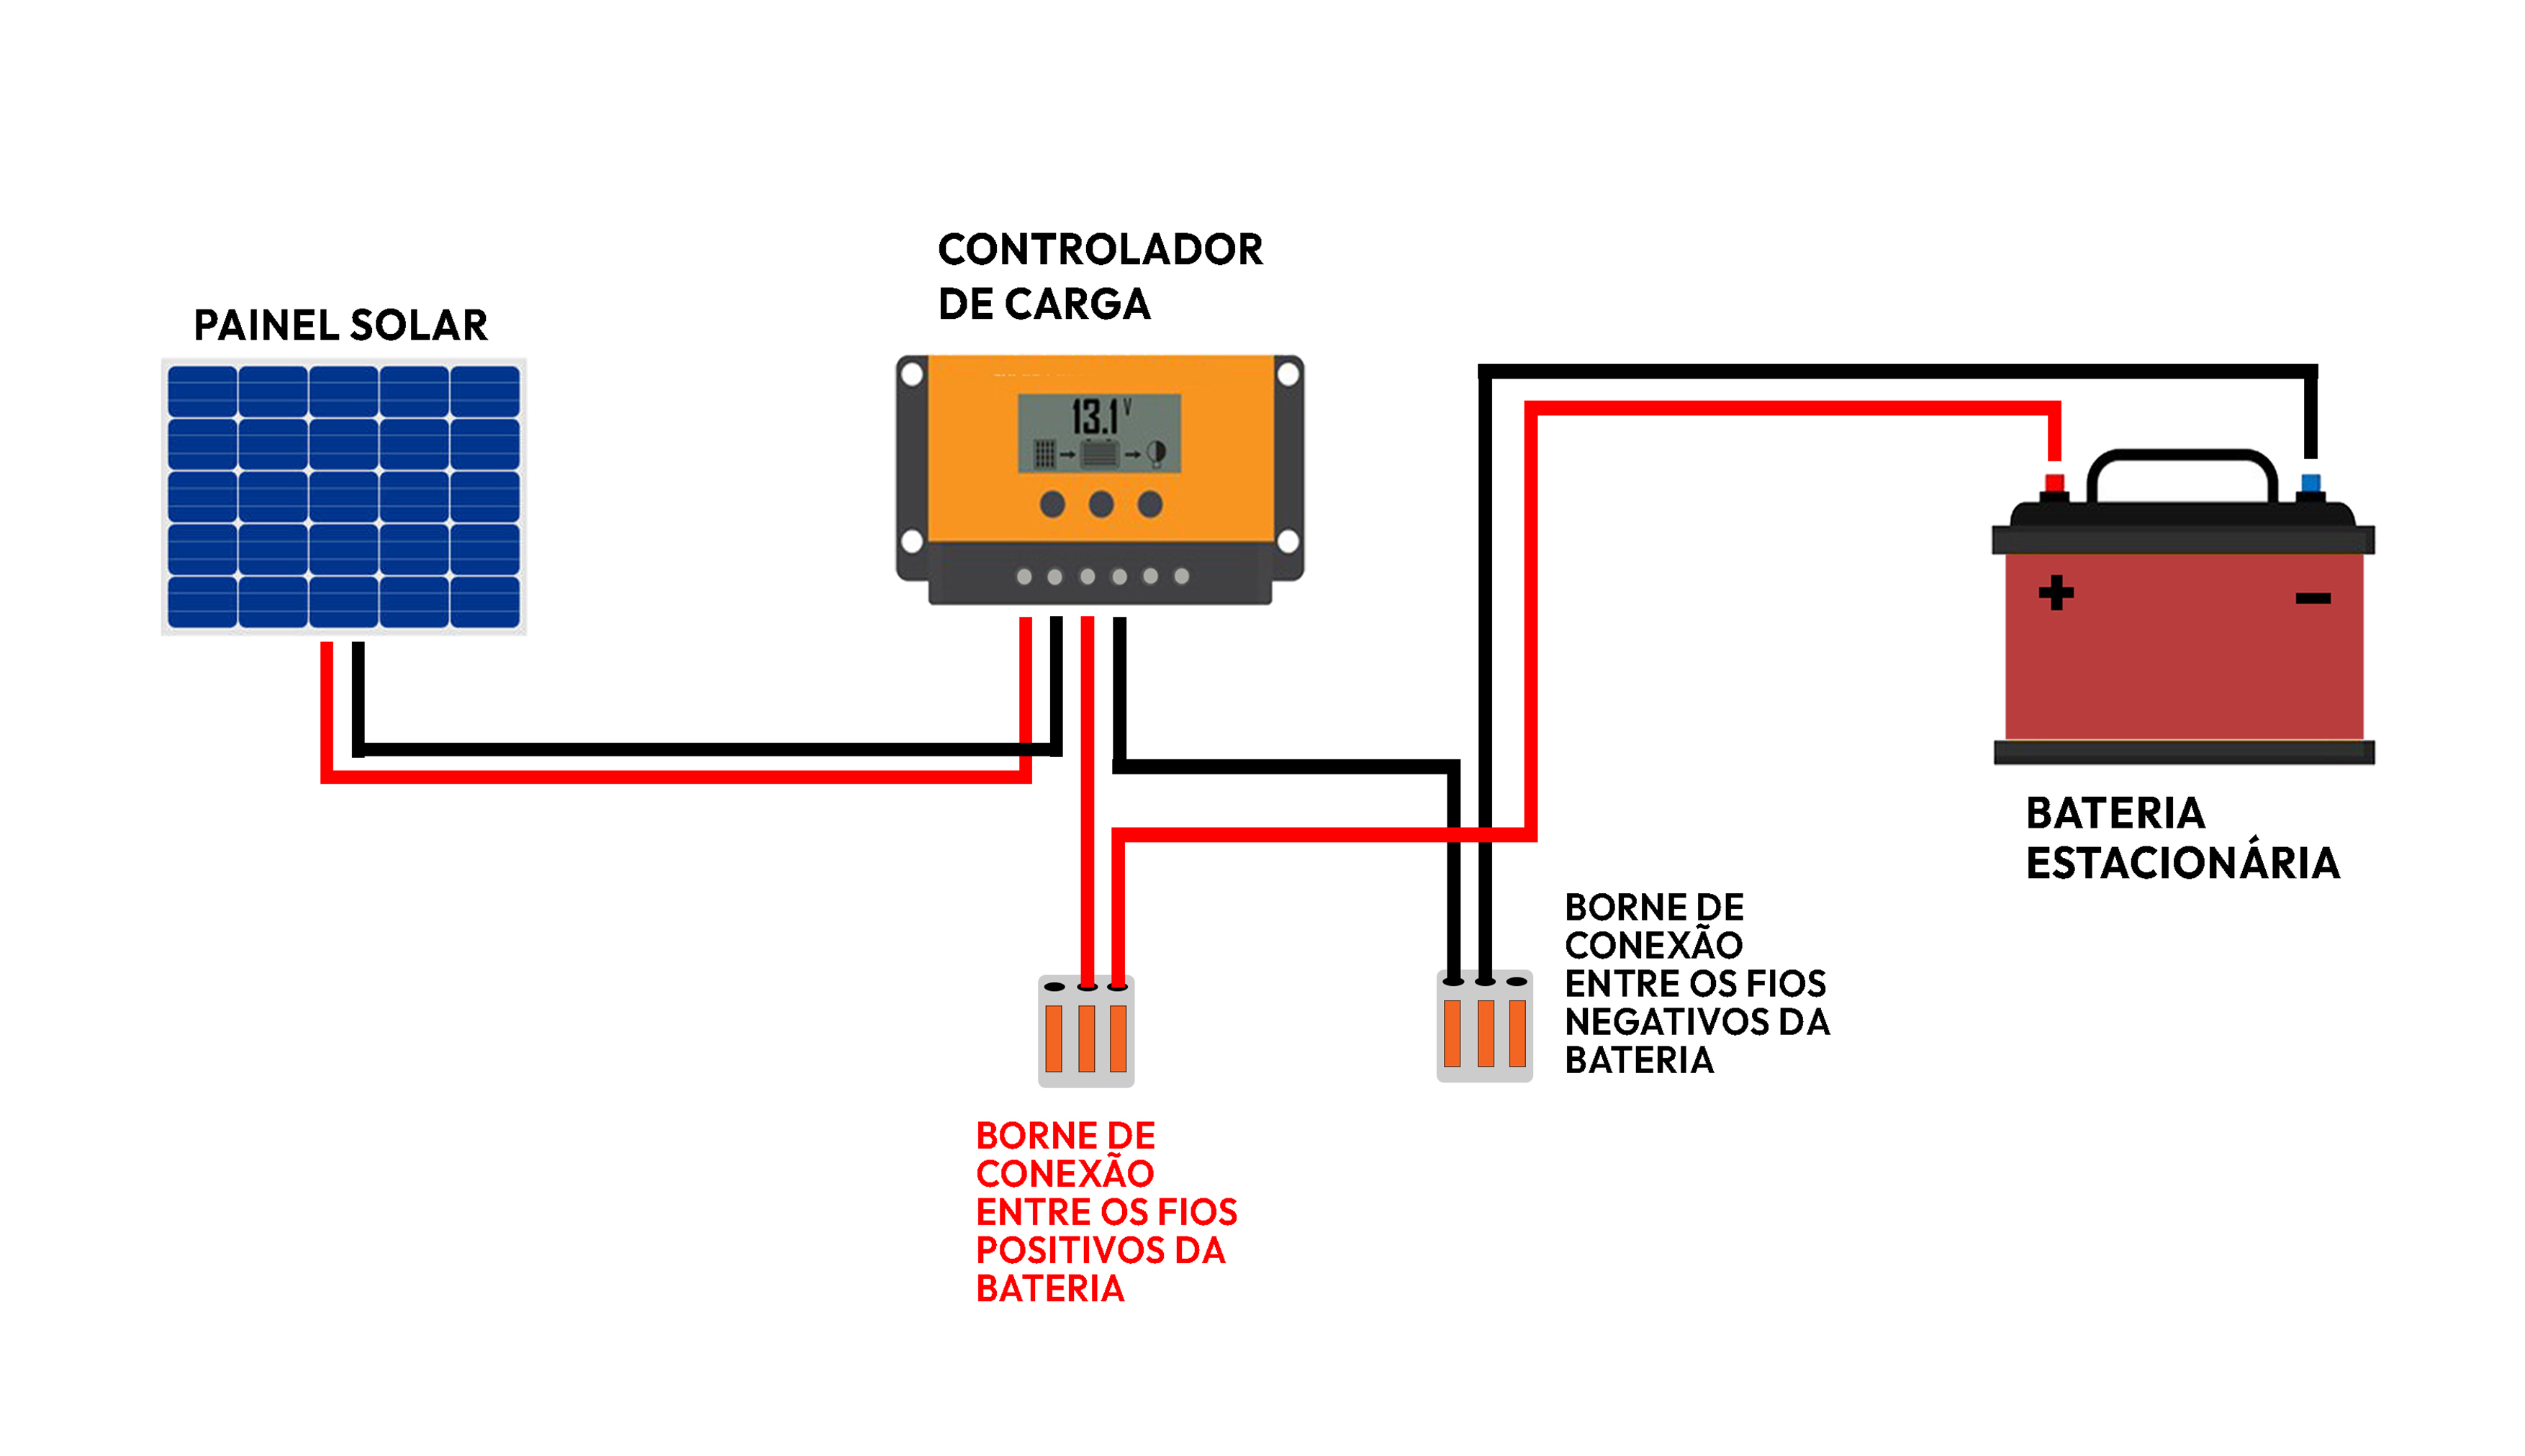 CONTROLADOR
DE CARGA
PAINEL SOLAR
13.1 V
+
-
BATERIA
ESTACIONÁRIA
BORNE DE
CONEXÃO
ENTRE OS FIOS
NEGATIVOS DA
BATERIA
BORNE DE
CONEXÃO
ENTRE OS FIOS
POSITIVOS DA
BATERIA